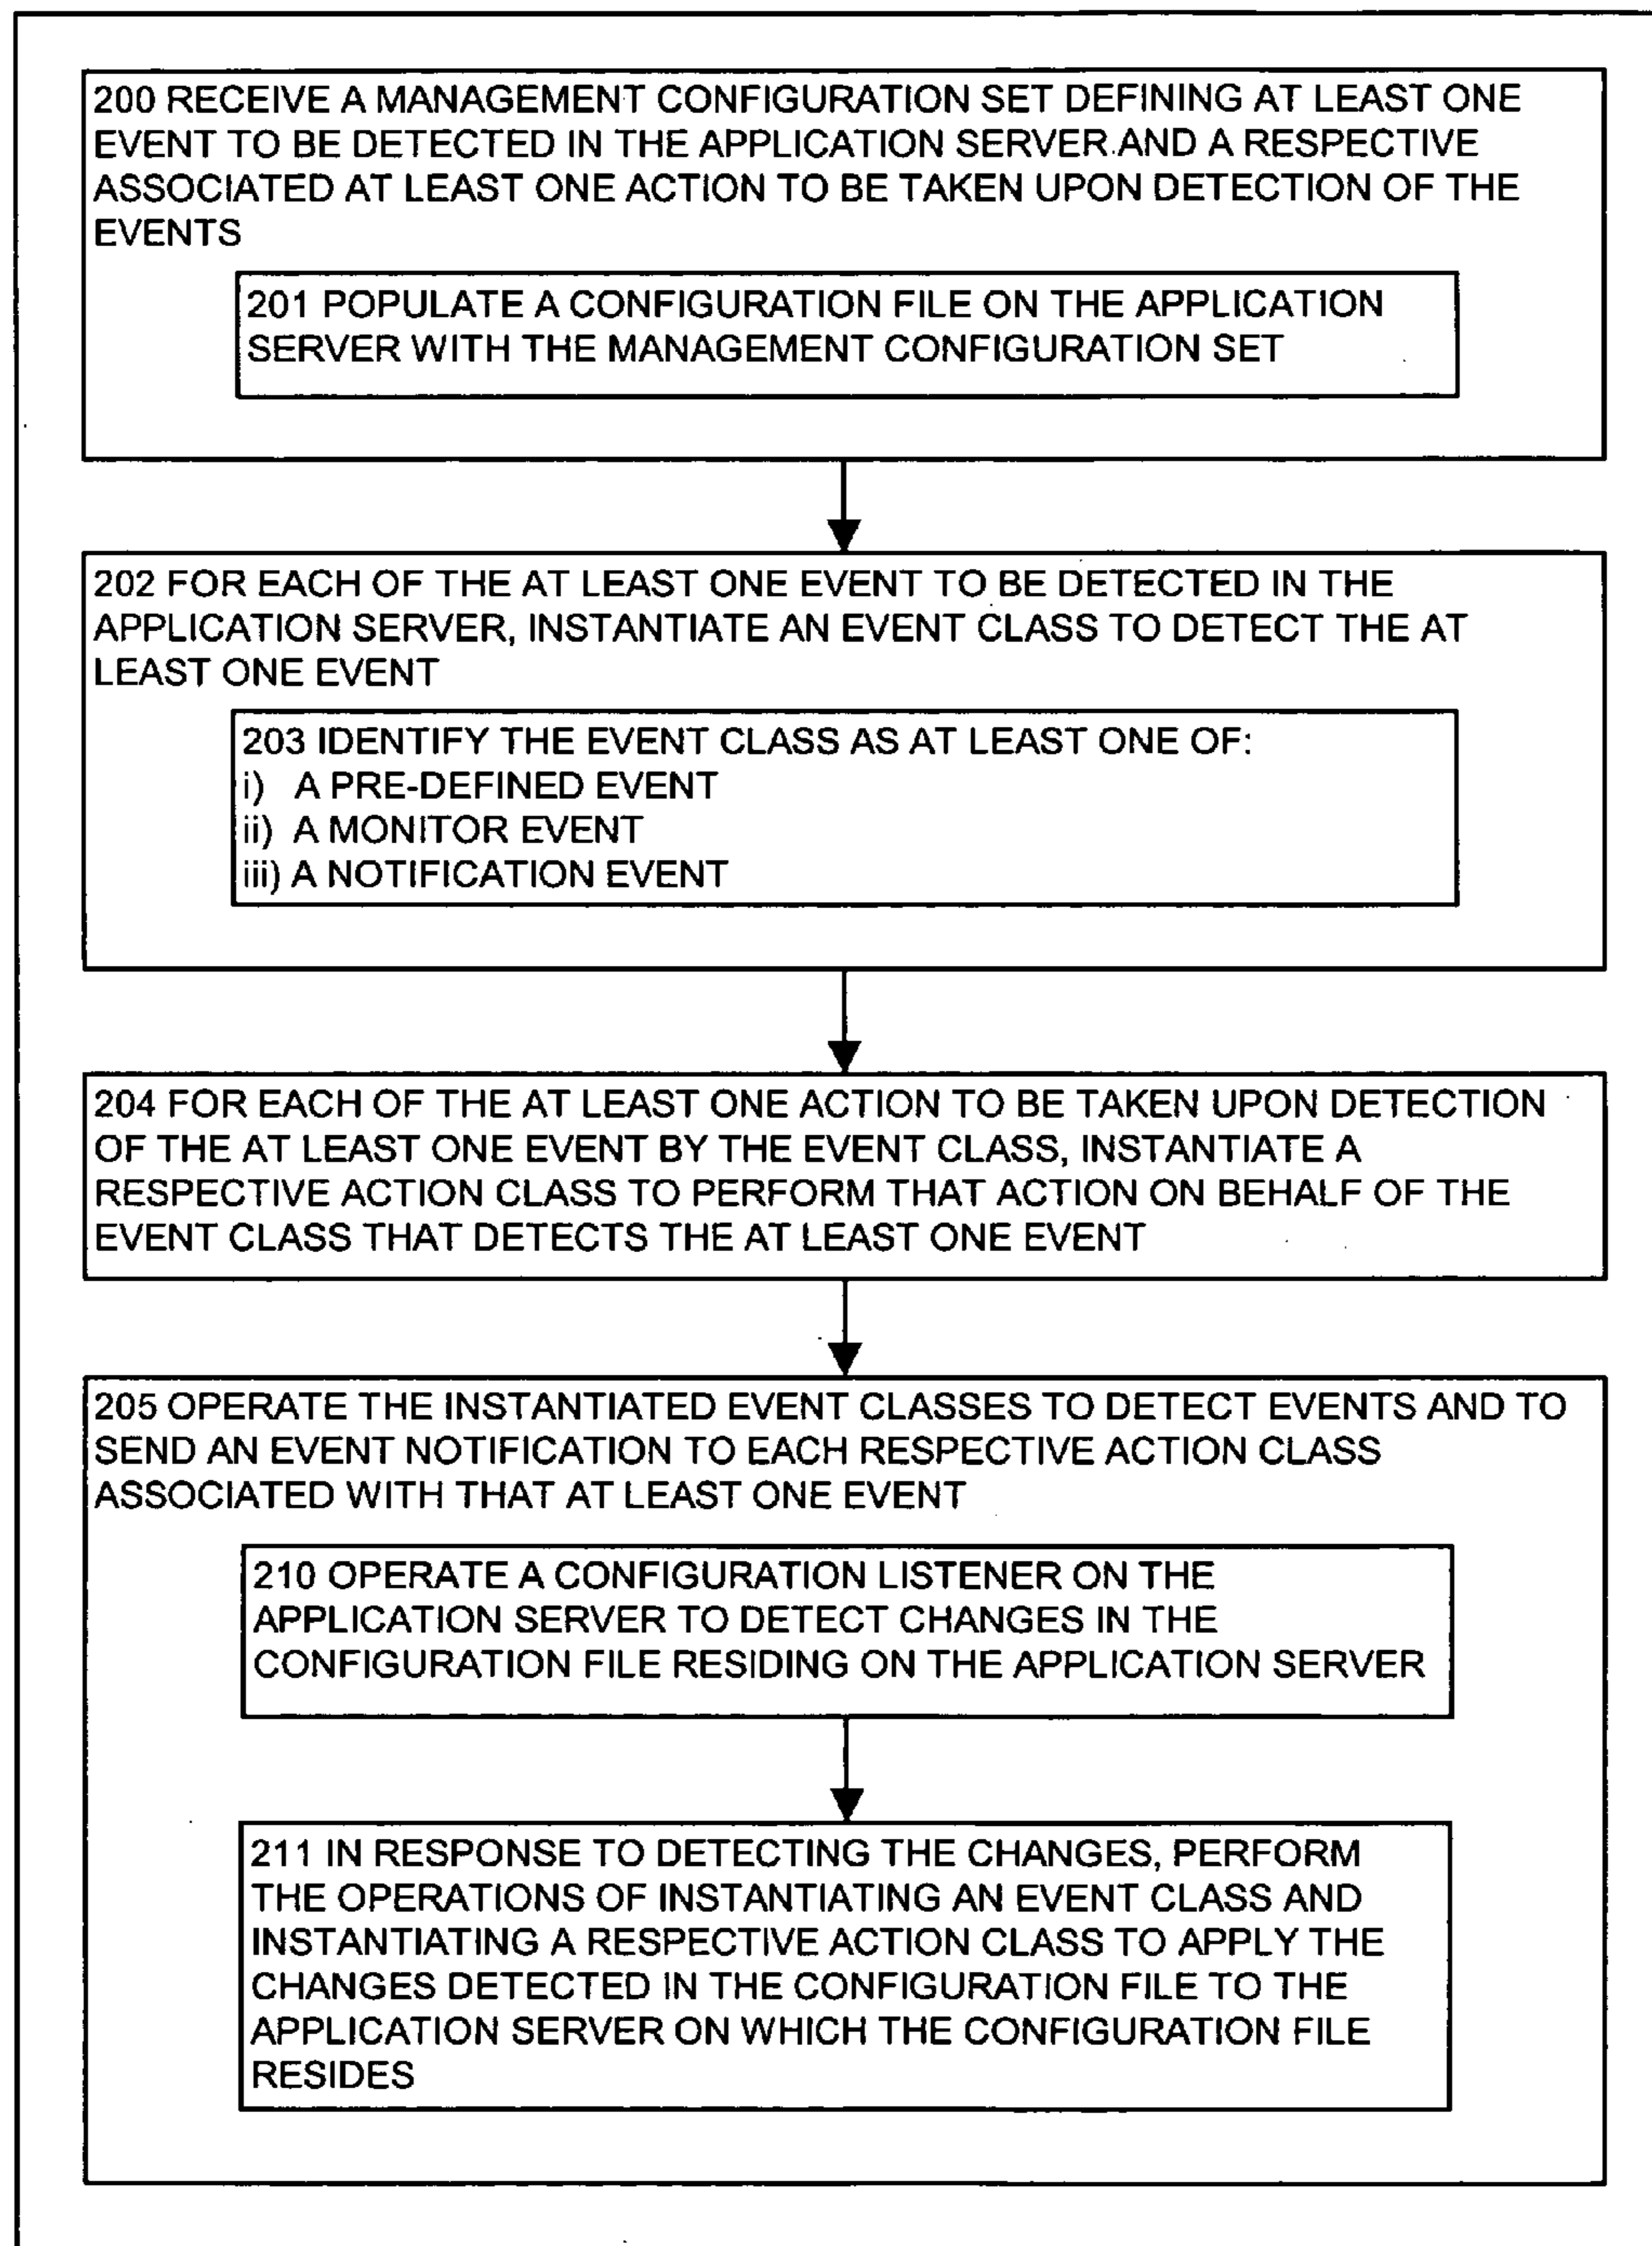 200 RECEIVE A MANAGEMENT CONFIGURATION SET DEFINING AT LEAST ONE
EVENT TO BE DETECTED IN THE APPLICATION SERVER AND A RESPECTIVE
ASSOCIATED AT LEAST ONE ACTION TO BE TAKEN UPON DETECTION OF THE
EVENTS
201 POPULATE A CONFIGURATION FILE ON THE APPLICATION
SERVER WITH THE MANAGEMENT CONFIGURATION SET
202 FOR EACH OF THE AT LEAST ONE EVENT TO BE DETECTED IN THE
APPLICATION SERVER, INSTANTIATE AN EVENT CLASS TO DETECT THE AT
LEAST ONE EVENT
203 IDENTIFY THE EVENT CLASS AS AT LEAST ONE OF:
i) A PRE-DEFINED EVENT
ii) A MONITOR EVENT
iii) A NOTIFICATION EVENT
204 FOR EACH OF THE AT LEAST ONE ACTION TO BE TAKEN UPON DETECTION
OF THE AT LEAST ONE EVENT BY THE EVENT CLASS, INSTANTIATE A
RESPECTIVE ACTION CLASS TO PERFORM THAT ACTION ON BEHALF OF THE
EVENT CLASS THAT DETECTS THE AT LEAST ONE EVENT
205 OPERATE THE INSTANTIATED EVENT CLASSES TO DETECT EVENTS AND TO
SEND AN EVENT NOTIFICATION TO EACH RESPECTIVE ACTION CLASS
ASSOCIATED WITH THAT AT LEAST ONE EVENT
210 OPERATE A CONFIGURATION LISTENER ON THE
APPLICATION SERVER TO DETECT CHANGES IN THE
CONFIGURATION FILE RESIDING ON THE APPLICATION SERVER
211 IN RESPONSE TO DETECTING THE CHANGES, PERFORM
THE OPERATIONS OF INSTANTIATING AN EVENT CLASS AND
INSTANTIATING A RESPECTIVE ACTION CLASS TO APPLY THE
CHANGES DETECTED IN THE CONFIGURATION FILE TO THE
APPLICATION SERVER ON WHICH THE CONFIGURATION FILE
RESIDES